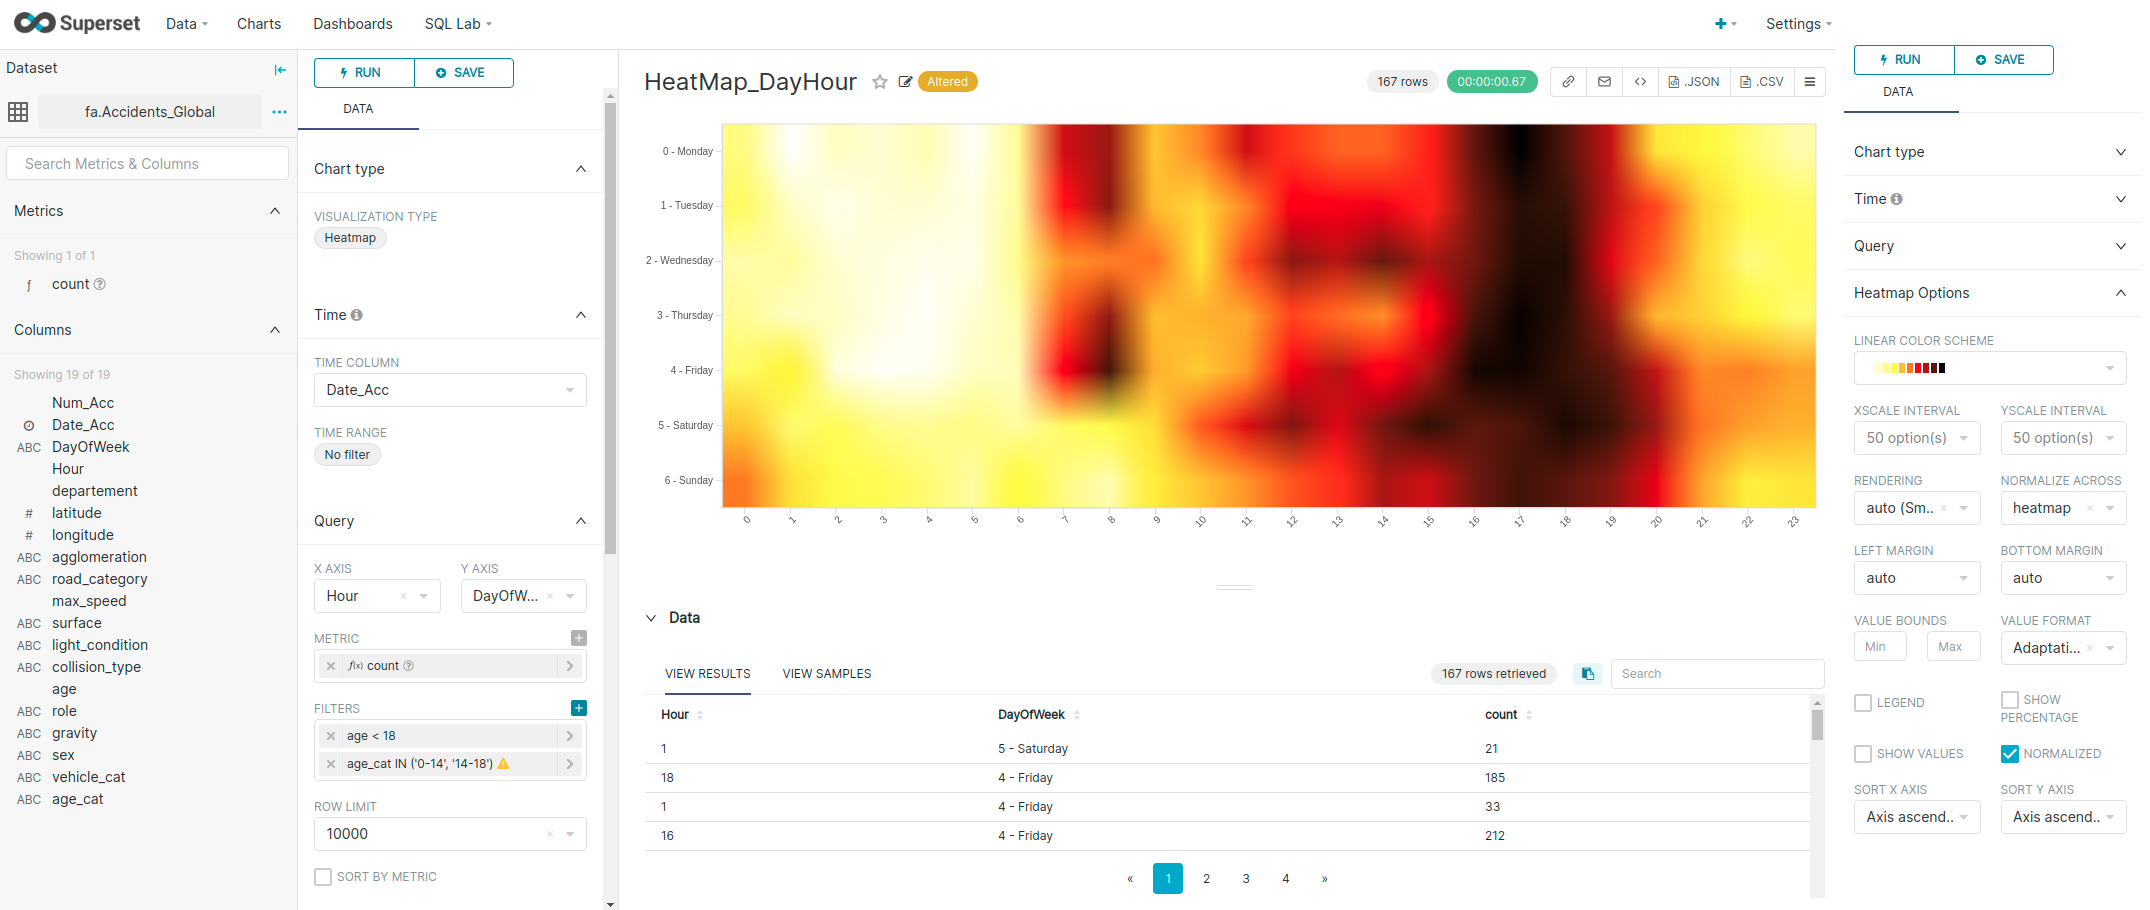 Superset
Data
Charts
Dashboards
SQL Lab
Settings
Dataset
fa.Accidents_Global
Search Metrics & Columns
Metrics
Showing 1 of 1
ƒ count
Columns
Showing 19 of 19
Num_Acc
Date_Acc
ABC DayOfWeek
Hour
departement
# latitude
# longitude
ABC agglomeration
ABC road_category
max_speed
ABC surface
ABC light_condition
ABC collision_type
age
ABC role
ABC gravity
ABC sex
ABC vehicle_cat
ABC age_cat
RUN
SAVE
DATA
Chart type
VISUALIZATION TYPE
Heatmap
Time
TIME COLUMN
Date_Acc
TIME RANGE
No filter
Query
X AXIS
Y AXIS
Hour
DayOfW...
METRIC
f(x) count
FILTERS
age < 18
age_cat IN ('0-14', '14-18')
ROW LIMIT
10000
SORT BY METRIC
HeatMap_DayHour
Altered
167 rows
00:00:00.67
.JSON
.CSV
0 - Monday
1 - Tuesday
2 - Wednesday
3 - Thursday
4 - Friday
5 - Saturday
6 - Sunday
0 1 2 3 4 5 6 7 8 9 10 11 12 13 14 15 16 17 18 19 20 21 22 23
Data
VIEW RESULTS
VIEW SAMPLES
167 rows retrieved
Search
Hour DayOfWeek count
1 5 - Saturday 21
18 4 - Friday 185
1 4 - Friday 33
16 4 - Friday 212
« 1 2 3 4 »
RUN
SAVE
DATA
Chart type
Time
Query
Heatmap Options
LINEAR COLOR SCHEME
XSCALE INTERVAL
YSCALE INTERVAL
50 option(s)
50 option(s)
RENDERING
NORMALIZE ACROSS
auto (Sm..
heatmap
LEFT MARGIN
BOTTOM MARGIN
auto
auto
VALUE BOUNDS
VALUE FORMAT
Min
Max
Adaptati...
LEGEND
SHOW
PERCENTAGE
SHOW VALUES
NORMALIZED
SORT X AXIS
SORT Y AXIS
Axis ascend..
Axis ascend..